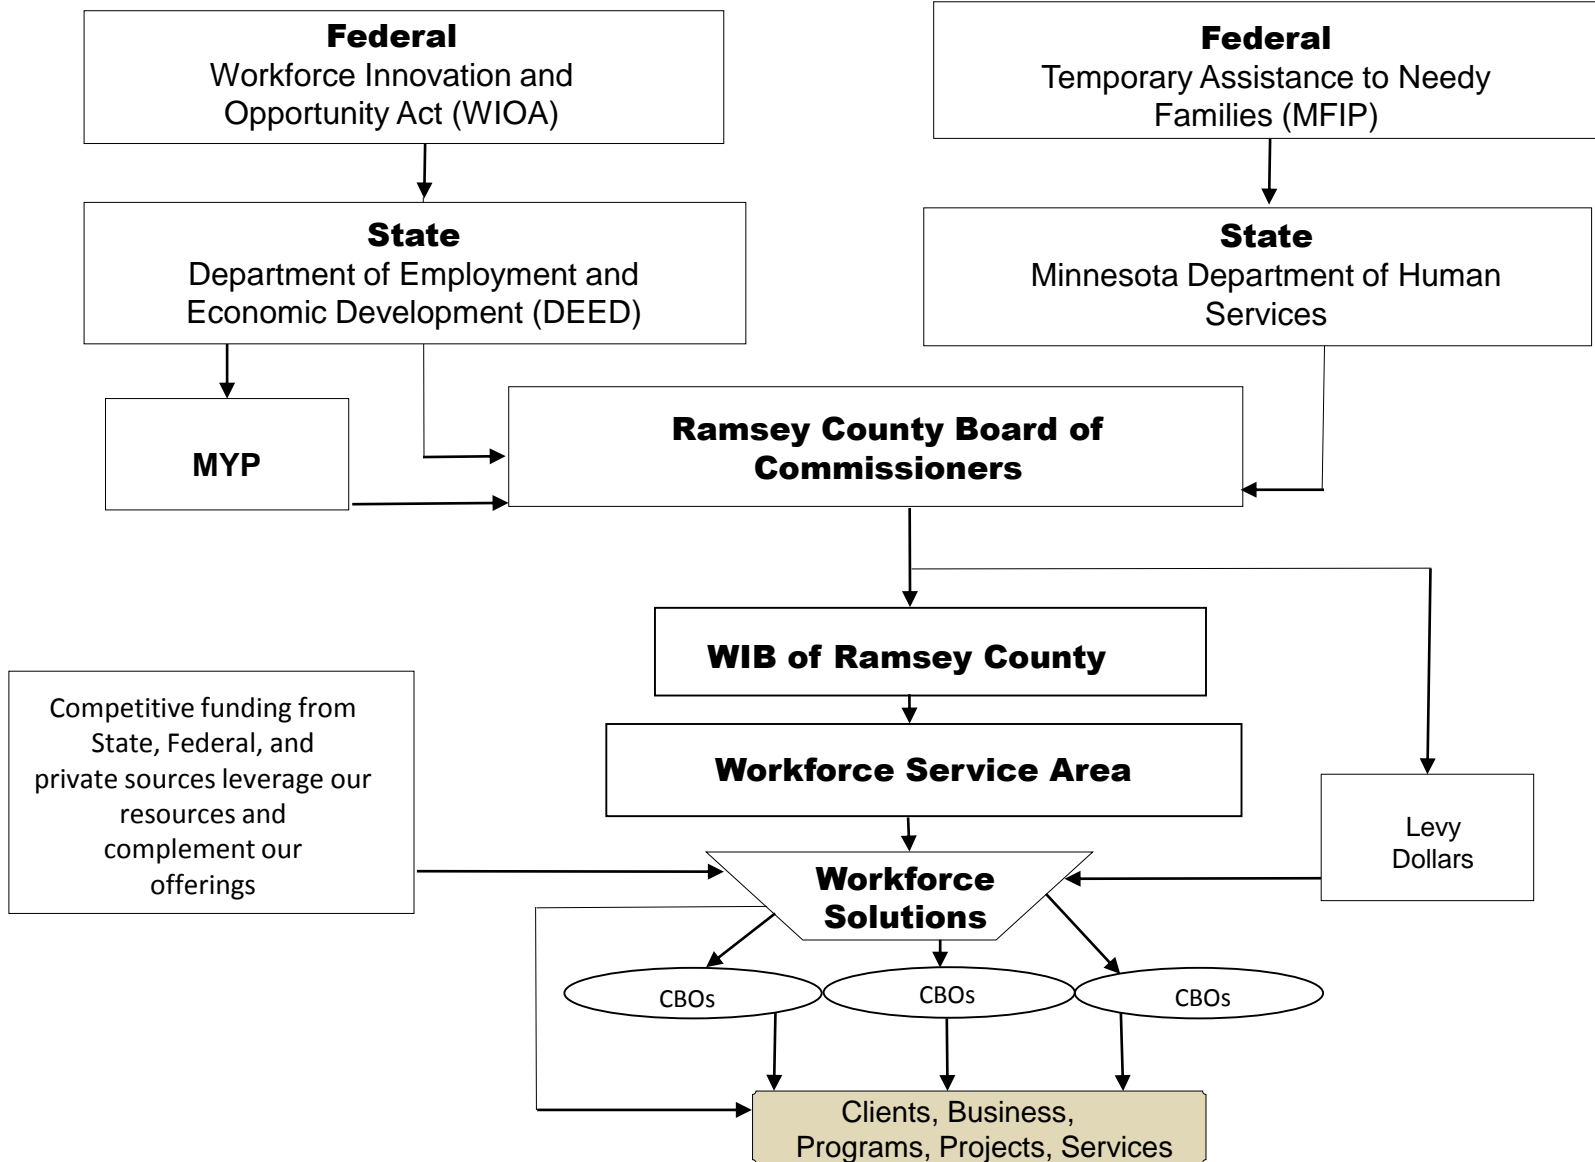 Federal
Workforce Innovation and
Opportunity Act (WIOA)
Federal
Temporary Assistance to Needy
Families (MFIP)
State
Department of Employment and
Economic Development (DEED)
State
Minnesota Department of Human
Services
MYP
Ramsey County Board of
Commissioners
WIB of Ramsey County
Competitive funding from
State, Federal, and
private sources leverage our
resources and
complement our
offerings
Workforce Service Area
Levy
Dollars
Workforce
Solutions
CBOs
CBOs
CBOs
Clients, Business,
Programs, Projects, Services